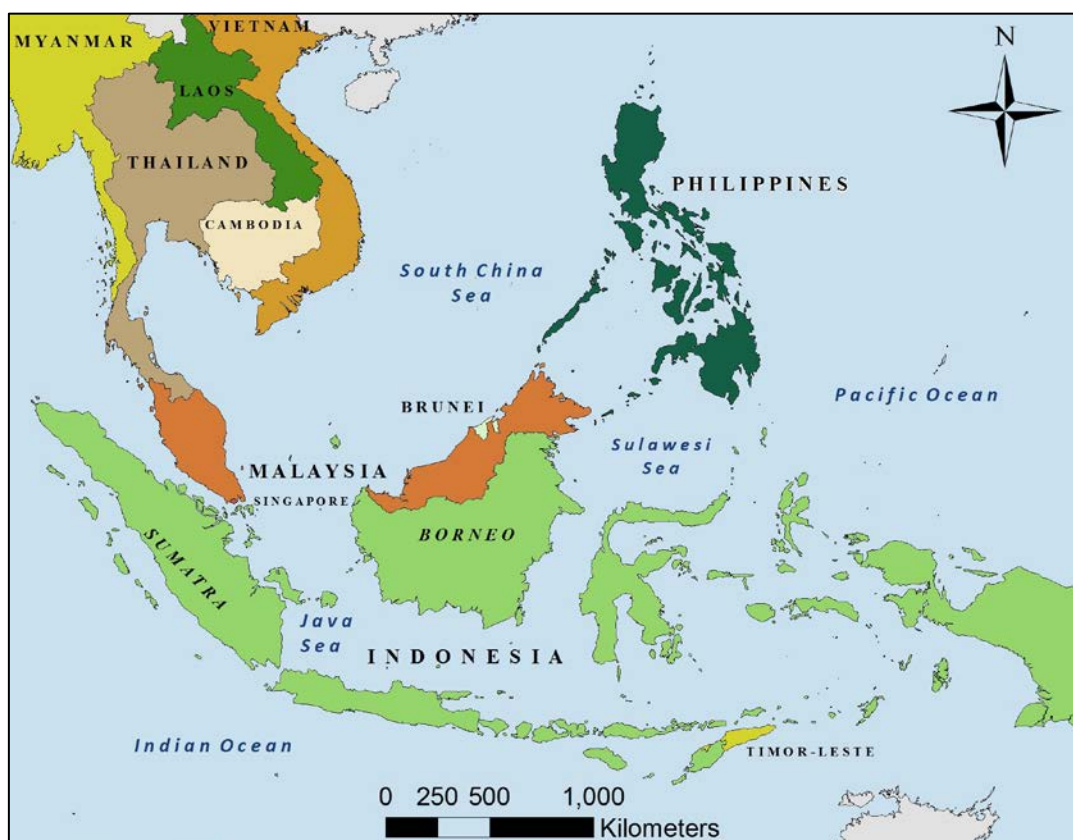 VIETNAM
MYANMAR
N
LAOS
THAILAND
PHILIPPINES
CAMBODIA
South China
Sea
Pacific Ocean
BRUNEI
Sulawesi
Sea
MALAYSIA
SINGAPORE
BORNEO
SUMATRA
Java
Sea
INDONESIA
Indian Ocean
TIMOR-LESTE
0 250 500 1,000
Kilometers